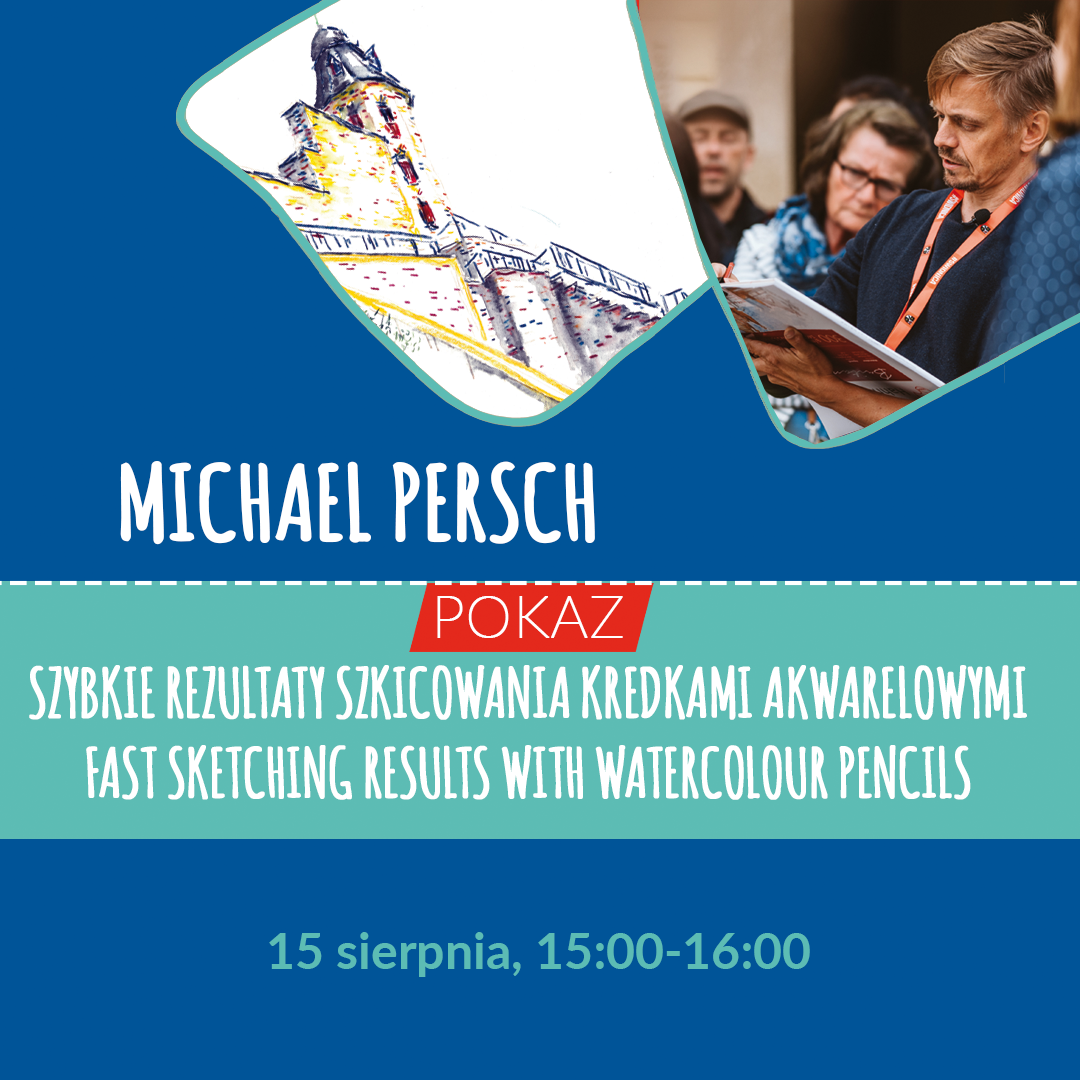 MICHAEL PERSCH
POKAZ
SZYBKIE REZULTATY SZKICOWANIA KREDKAMI AKWARELOWYMI
FAST SKETCHING RESULTS WITH WATERCOLOUR PENCILS
15 sierpnia, 15:00-16:00